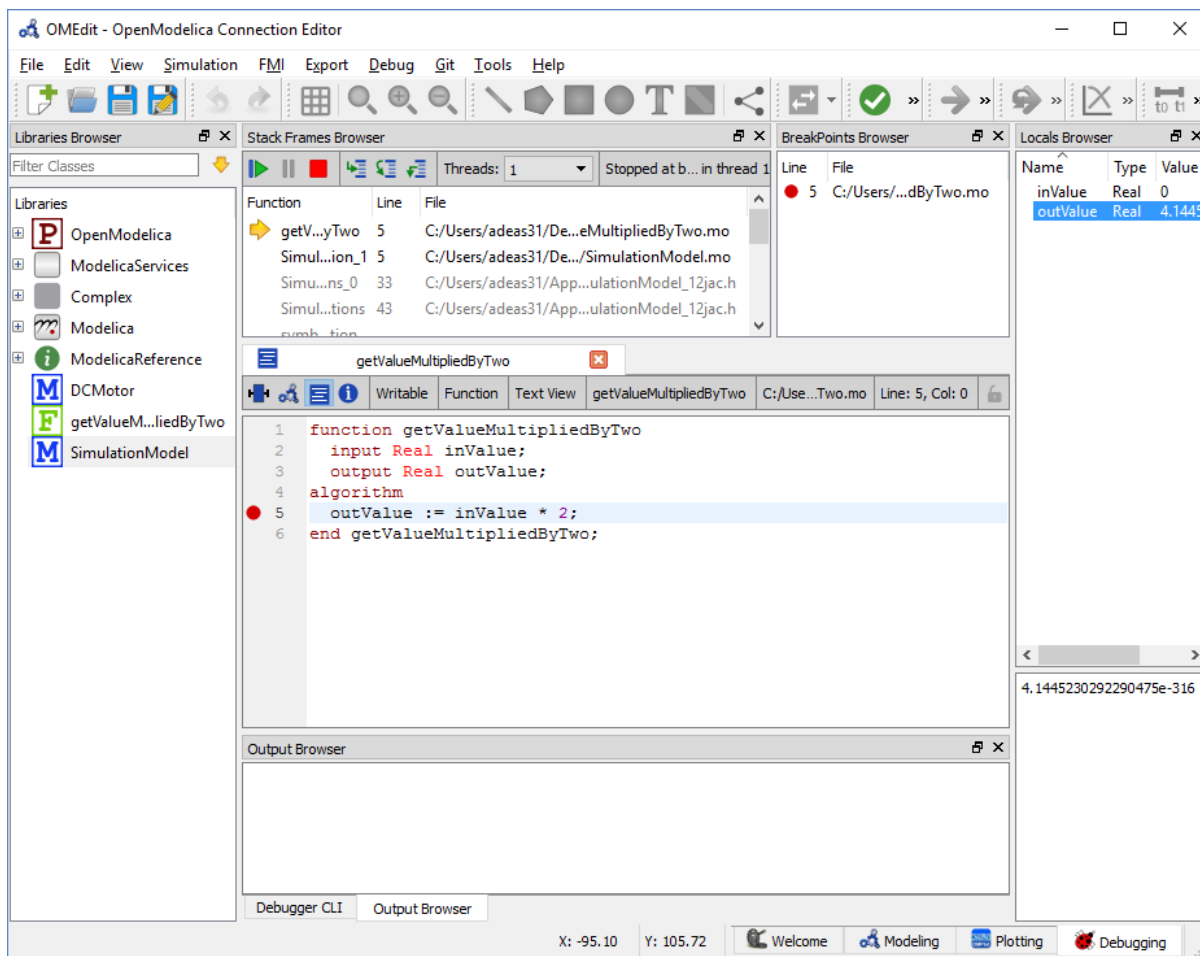 OMEdit - OpenModelica Connection Editor
File Edit View Simulation FMI Export Debug Git Tools Help
T » » » » t0 t1 »
Libraries Browser
Filter Classes
Libraries
P OpenModelica
ModelicaServices
Complex
Modelica
i ModelicaReference
M DCMotor
F getValueM...liedByTwo
M SimulationModel
Stack Frames Browser
Threads: 1 Stopped at b... in thread 1
Function Line File
getV...yTwo 5 C:/Users/adeas31/De...eMultipliedByTwo.mo
Simul...ion_1 5 C:/Users/adeas31/De.../SimulationModel.mo
Simu...ns_0 33 C:/Users/adeas31/App...ulationModel_12jac.h
Simul...tions 43 C:/Users/adeas31/App...ulationModel_12jac.h
BreakPoints Browser
Line File
5 C:/Users/...dByTwo.mo
Locals Browser
Name Type Value
inValue Real 0
outValue Real 4.1445
4.1445230292290475e-316
getValueMultipliedByTwo
i Writable Function Text View getValueMultipliedByTwo C:/Use...Two.mo Line: 5, Col: 0
1 function getValueMultipliedByTwo
2 input Real inValue;
3 output Real outValue;
4 algorithm
5 outValue := inValue * 2;
6 end getValueMultipliedByTwo;
Output Browser
Debugger CLI Output Browser
X: -95.10 Y: 105.72 Welcome Modeling Plotting Debugging